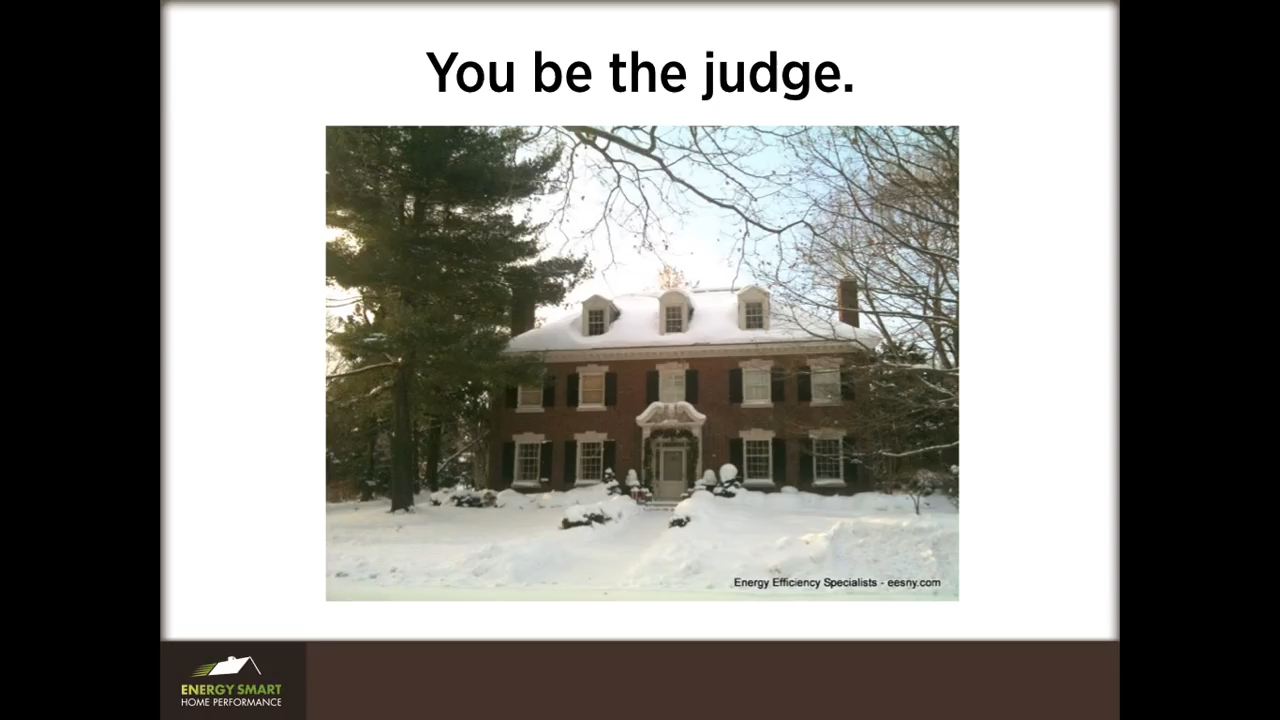 You be the judge.
Energy Efficiency Specialists - eesny.com
ENERGY SMART
HOME PERFORMANCE